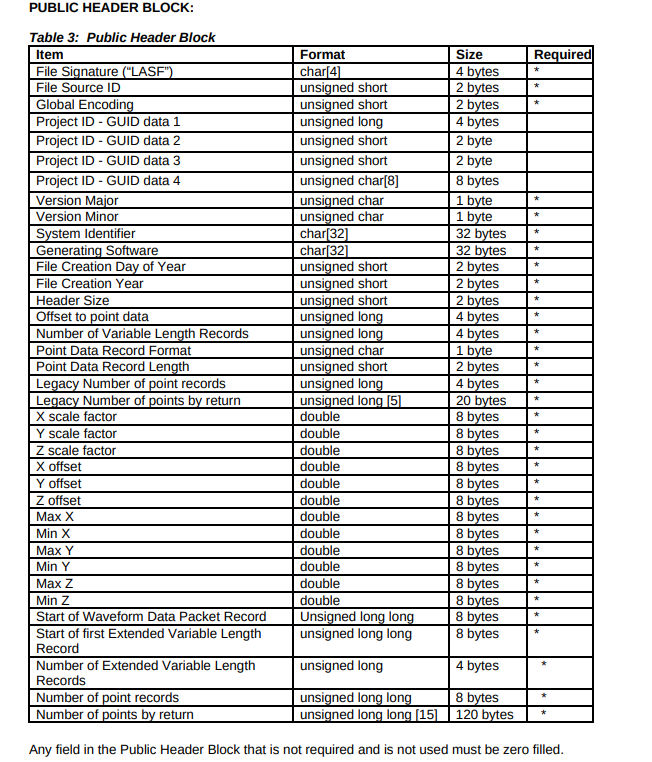 PUBLIC HEADER BLOCK:
Table 3:  Public Header Block
Item Format Size Required
File Signature (“LASF”) char[4] 4 bytes *
File Source ID unsigned short 2 bytes *
Global Encoding unsigned short 2 bytes *
Project ID - GUID data 1 unsigned long 4 bytes
Project ID - GUID data 2 unsigned short 2 byte
Project ID - GUID data 3 unsigned short 2 byte
Project ID - GUID data 4 unsigned char[8] 8 bytes
Version Major unsigned char 1 byte *
Version Minor unsigned char 1 byte *
System Identifier char[32] 32 bytes *
Generating Software char[32] 32 bytes *
File Creation Day of Year unsigned short 2 bytes *
File Creation Year unsigned short 2 bytes *
Header Size unsigned short 2 bytes *
Offset to point data unsigned long 4 bytes *
Number of Variable Length Records unsigned long 4 bytes *
Point Data Record Format unsigned char 1 byte *
Point Data Record Length unsigned short 2 bytes *
Legacy Number of point records unsigned long 4 bytes *
Legacy Number of points by return unsigned long [5] 20 bytes *
X scale factor double 8 bytes *
Y scale factor double 8 bytes *
Z scale factor double 8 bytes *
X offset double 8 bytes *
Y offset double 8 bytes *
Z offset double 8 bytes *
Max X double 8 bytes *
Min X double 8 bytes *
Max Y double 8 bytes *
Min Y double 8 bytes *
Max Z double 8 bytes *
Min Z double 8 bytes *
Start of Waveform Data Packet Record Unsigned long long 8 bytes *
Start of first Extended Variable Length unsigned long long 8 bytes *
Record
Number of Extended Variable Length unsigned long 4 bytes *
Records
Number of point records unsigned long long 8 bytes *
Number of points by return unsigned long long [15] 120 bytes *
Any field in the Public Header Block that is not required and is not used must be zero filled.